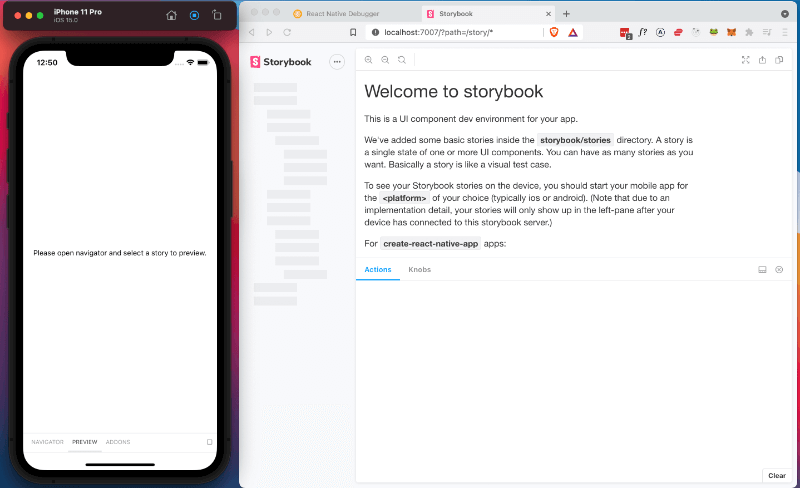 iPhone 11 Pro
iOS 15.0
12:50
Please open navigator and select a story to preview.
NAVIGATOR PREVIEW ADDONS
React Native Debugger
Storybook
localhost:7007/?path=/story/*
2
Storybook
Welcome to storybook
This is a UI component dev environment for your app.
We've added some basic stories inside the storybook/stories directory. A story is
a single state of one or more UI components. You can have as many stories as you
want. Basically a story is like a visual test case.
To see your Storybook stories on the device, you should start your mobile app for
the <platform> of your choice (typically ios or android). (Note that due to an
implementation detail, your stories will only show up in the left-pane after your
device has connected to this storybook server.)
For create-react-native-app apps:
Actions Knobs
Clear